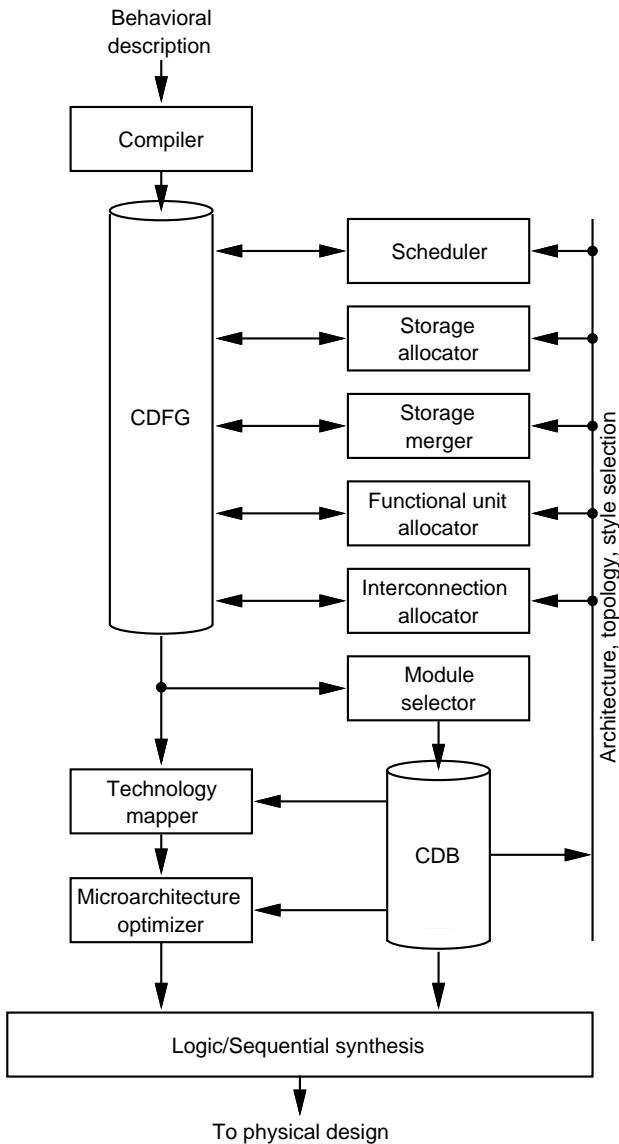 Behavioral
description
Compiler
Scheduler
Storage
allocator
CDFG
Storage
merger
Functional unit
allocator
Interconnection
allocator
Architecture, topology, style selection
Module
selector
Technology
mapper
CDB
Microarchitecture
optimizer
Logic/Sequential synthesis
To physical design